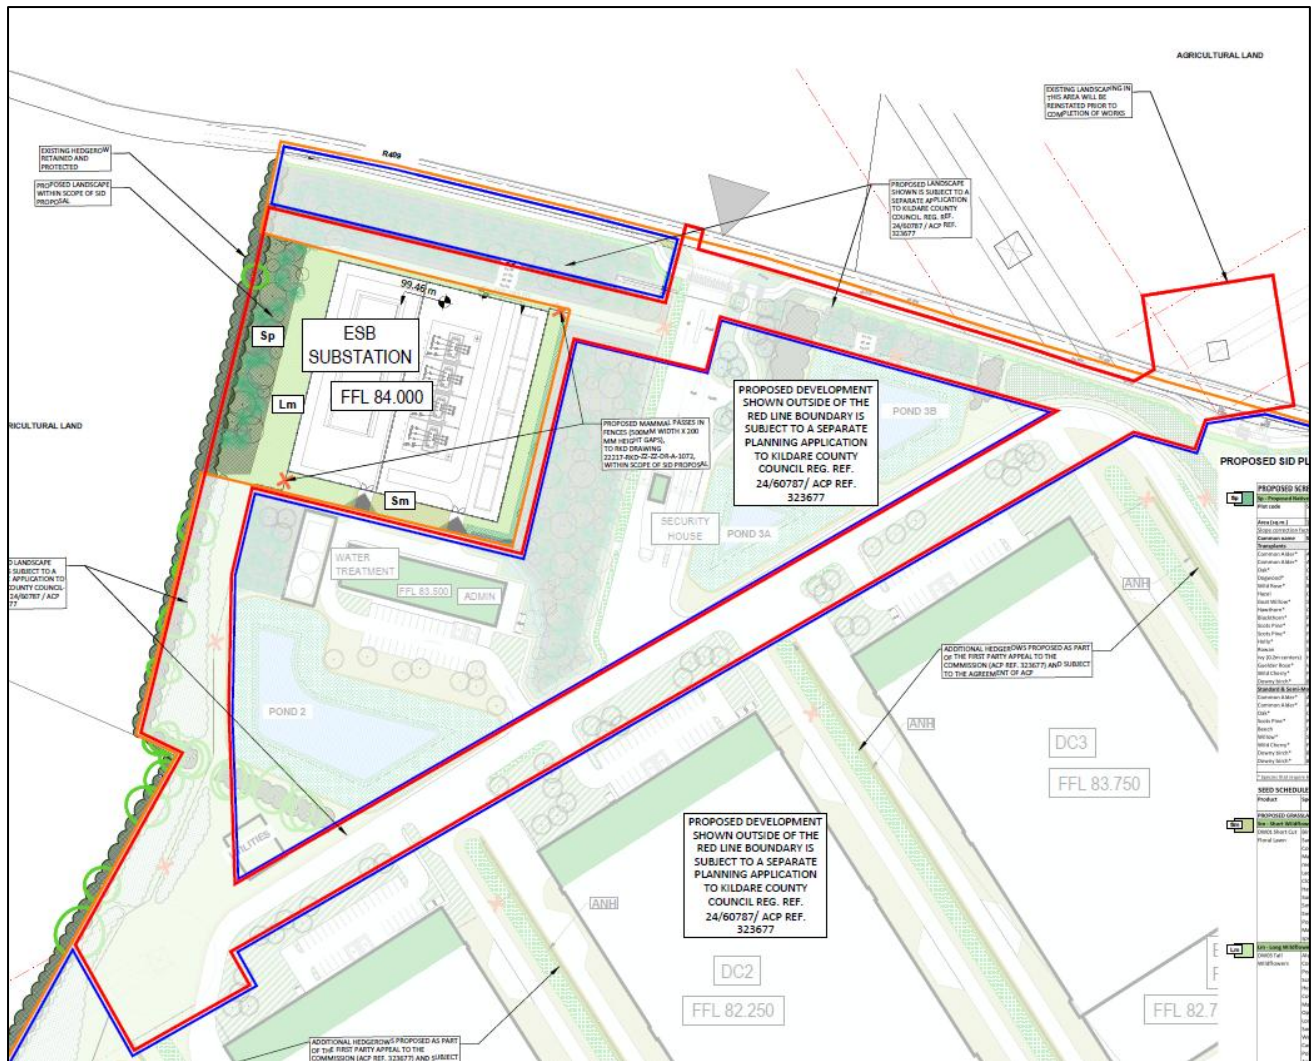 AGRICULTURAL LAND
EXISTING LANDSCAPING IN
THIS AREA WILL BE
REINSTATED PRIOR TO
COMPLETION OF WORKS
EXISTING HEDGEROW
RETAINED AND
PROTECTED
R409
PROPOSED LANDSCAPE
WITHIN SCOPE OF SID
PROPOSAL
PROPOSED LANDSCAPE
SHOWN IS SUBJECT TO A
SEPARATE APPLICATION
TO KILDARE COUNTY
COUNCIL REG. REF.
24/60787 / ACP REF.
323677
99.46 m
Sp
ESB
SUBSTATION
FFL 84.000
Lm
RICULTURAL LAND
PROPOSED MAMMAL PASSES IN
FENCES (500MM WIDTH X 200
MM HEIGHT GAPS),
TO RKD DRAWING
22217-RKD-ZZ-ZZ-DR-A-1072,
WITHIN SCOPE OF SID PROPOSAL
PROPOSED DEVELOPMENT
SHOWN OUTSIDE OF THE
RED LINE BOUNDARY IS
SUBJECT TO A SEPARATE
PLANNING APPLICATION
TO KILDARE COUNTY
COUNCIL REG. REF.
24/60787/ ACP REF.
323677
POND 3B
Sm
SECURITY
HOUSE
POND 3A
WATER
TREATMENT
FFL 83.500
ADMIN
D LANDSCAPE
S SUBJECT TO A
E APPLICATION TO
COUNTY COUNCIL
24/60787 / ACP
77
POND 2
UTILITIES
ANH
ADDITIONAL HEDGEROWS PROPOSED AS PART
OF THE FIRST PARTY APPEAL TO THE
COMMISSION (ACP REF. 323677) AND SUBJECT
TO THE AGREEMENT OF ACP
ANH
DC3
FFL 83.750
PROPOSED DEVELOPMENT
SHOWN OUTSIDE OF THE
RED LINE BOUNDARY IS
SUBJECT TO A SEPARATE
PLANNING APPLICATION
TO KILDARE COUNTY
COUNCIL REG. REF.
24/60787/ ACP REF.
323677
ANH
DC2
FFL 82.250
FFL 82.7
ADDITIONAL HEDGEROWS PROPOSED AS PART
OF THE FIRST PARTY APPEAL TO THE
COMMISSION (ACP REF. 323677) AND SUBJECT
PROPOSED SID PL
PROPOSED SCRE
Sp
Sp - Proposed Native
Plot code
Area (sq.m.)
Common name
Transplants
Common Alder*
Common Alder*
Oak*
Dogwood*
Wild Rose*
Hazel
Goat Willow*
Hawthorn*
Blackthorn*
Scots Pine*
Scots Pine*
Holly*
Rowan
Guelder Rose*
Wild Cherry*
Downy birch*
Common Alder*
Common Alder*
Oak*
Scots Pine*
Beech
Willow*
Wild Cherry*
Downy birch*
Downy birch*
SEED SCHEDULE
Product
PROPOSED GRASSLA
Sm
Sm - Short Wildflow
Floral Lawn
Lm
Lm - Long Wildflowe
Wildflowers